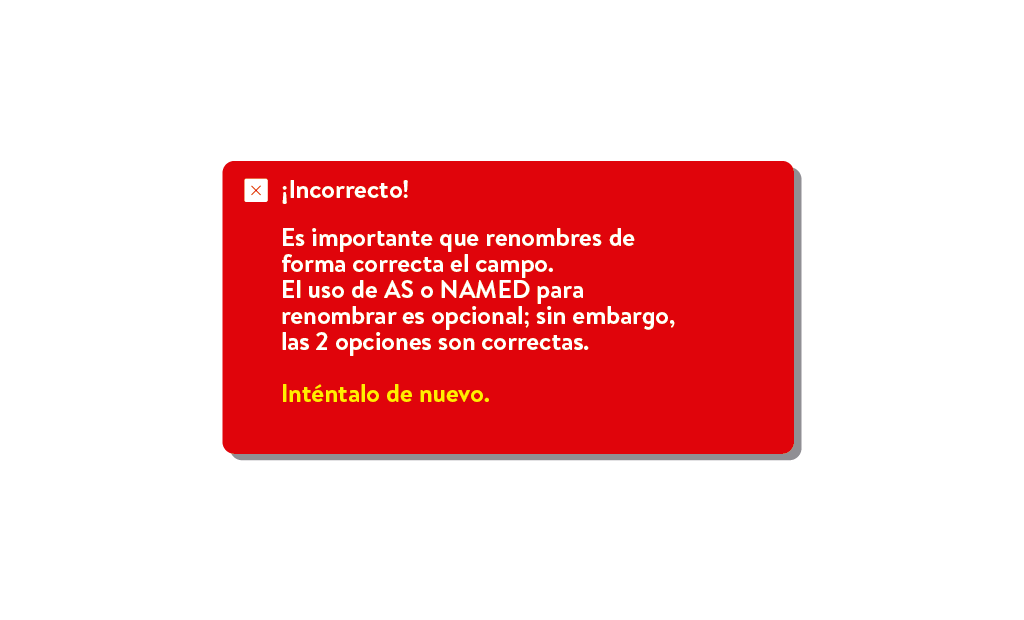 ¡Incorrecto!
Es importante que renombres de
forma correcta el campo.
El uso de AS o NAMED para
renombrar es opcional; sin embargo,
las 2 opciones son correctas.
Inténtalo de nuevo.